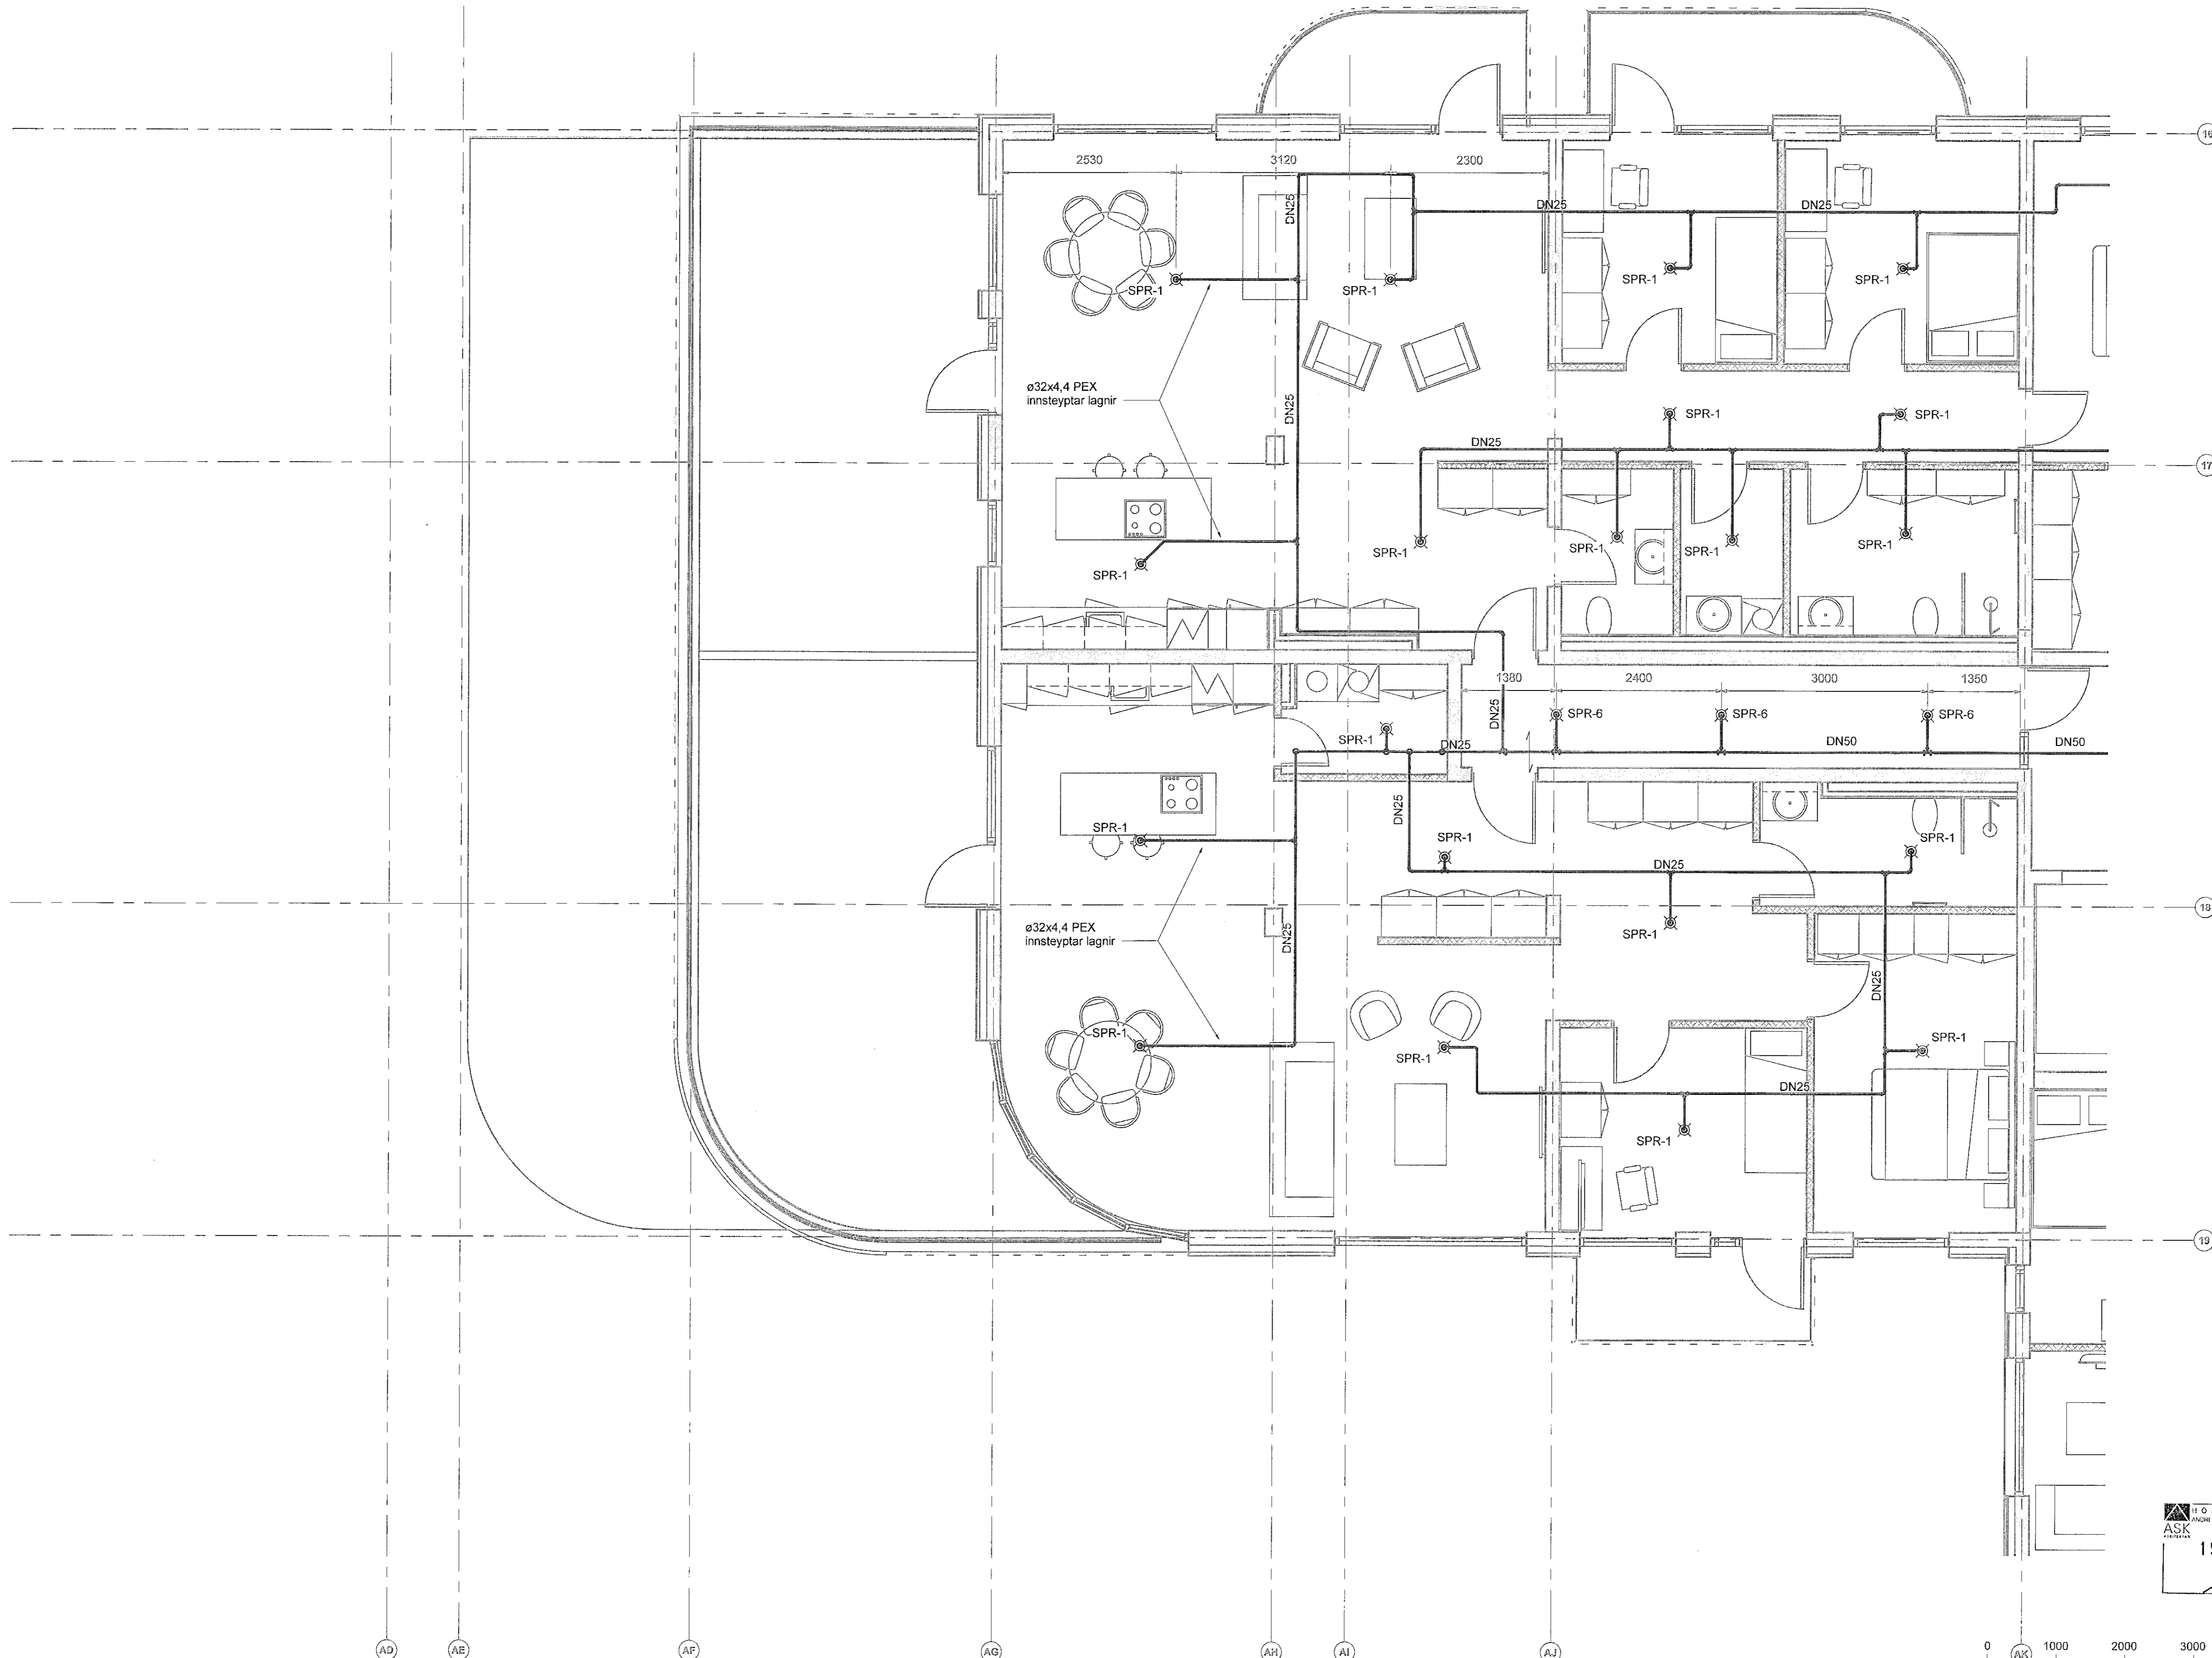 16
2530
3120
2300
DN25
DN25
DN25
SPR-1
SPR-1
SPR-1
SPR-1
ø32x4,4 PEX
innsteyptar lagnir
DN25
SPR-1
SPR-1
DN25
17
SPR-1
SPR-1
SPR-1
SPR-1
SPR-1
1380
2400
3000
1350
DN25
SPR-6
SPR-6
SPR-6
SPR-1
DN25
DN50
DN50
DN25
SPR-1
SPR-1
SPR-1
DN25
18
ø32x4,4 PEX
innsteyptar lagnir
DN25
SPR-1
DN25
SPR-1
SPR-1
SPR-1
DN25
SPR-1
19
ANDRI
ASK
ARKITEKTAR
AD
AE
AF
AG
AH
AI
AJ
AK
0
1000
2000
3000